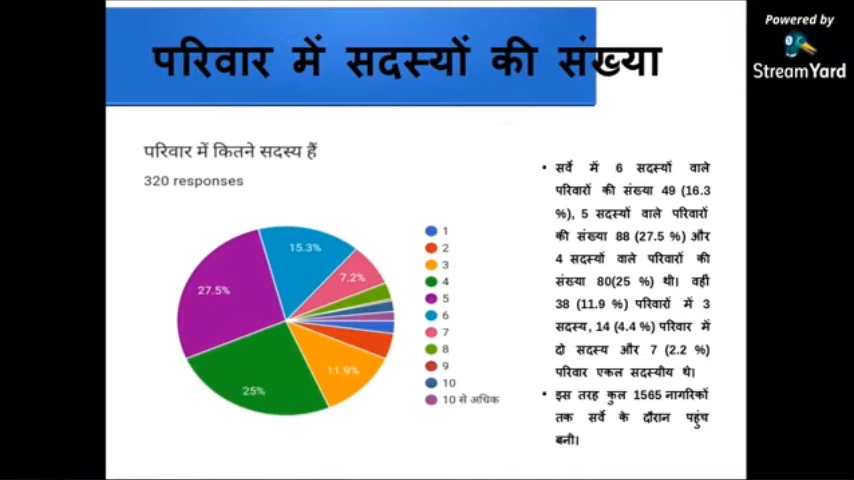 Powered by
StreamYard
परिवार में सदस्यों की संख्या
परिवार में कितने सदस्य हैं
320 responses
15.3%
7.2%
27.5%
11.9%
25%
1
2
3
4
5
6
7
8
9
10
10 से अधिक
• सर्वे में 6 सदस्यों वाले
परिवारों की संख्या 49 (16.3
%), 5 सदस्यों वाले परिवारों
की संख्या 88 (27.5 %) और
4 सदस्यों वाले परिवारों की
संख्या 80(25 %) थी। वहीं
38 (11.9 %) परिवारों में 3
सदस्य, 14 (4.4 %) परिवार में
दो सदस्य और 7 (2.2 %)
परिवार एकल सदस्यीय थे।
• इस तरह कुल 1565 नागरिकों
तक सर्वे के दौरान पहुंच
बनी।